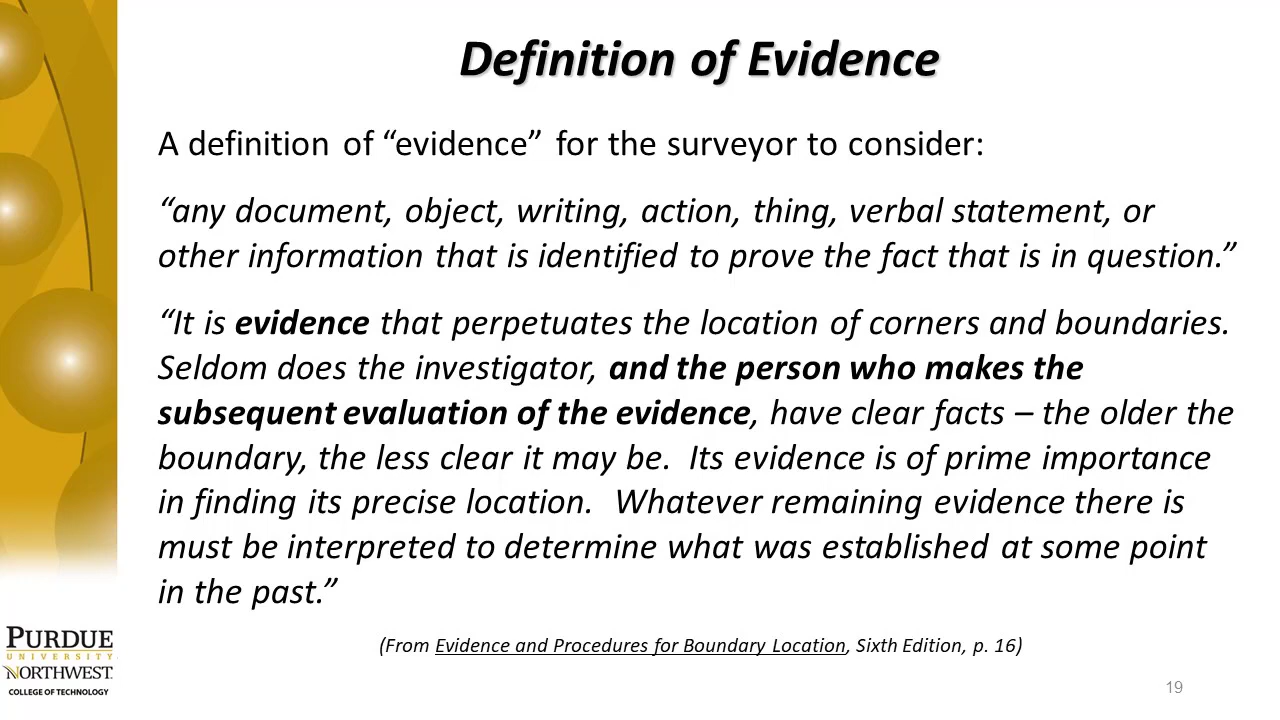 Definition of Evidence
A definition of “evidence” for the surveyor to consider:
“any document, object, writing, action, thing, verbal statement, or
other information that is identified to prove the fact that is in question.”
“It is evidence that perpetuates the location of corners and boundaries.
Seldom does the investigator, and the person who makes the
subsequent evaluation of the evidence, have clear facts – the older the
boundary, the less clear it may be.  Its evidence is of prime importance
in finding its precise location.  Whatever remaining evidence there is
must be interpreted to determine what was established at some point
in the past.”
(From Evidence and Procedures for Boundary Location, Sixth Edition, p. 16)
PURDUE
UNIVERSITY
NORTHWEST
COLLEGE OF TECHNOLOGY
19